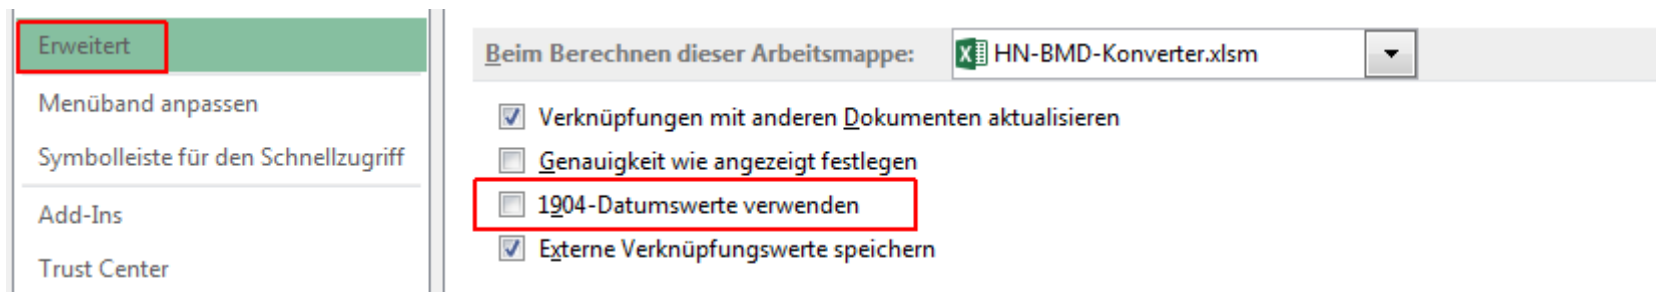 Erweitert
Menüband anpassen
Symbolleiste für den Schnellzugriff
Add-Ins
Trust Center
Beim Berechnen dieser Arbeitsmappe: HN-BMD-Konverter.xlsm
Verknüpfungen mit anderen Dokumenten aktualisieren
Genauigkeit wie angezeigt festlegen
1904-Datumswerte verwenden
Externe Verknüpfungswerte speichern